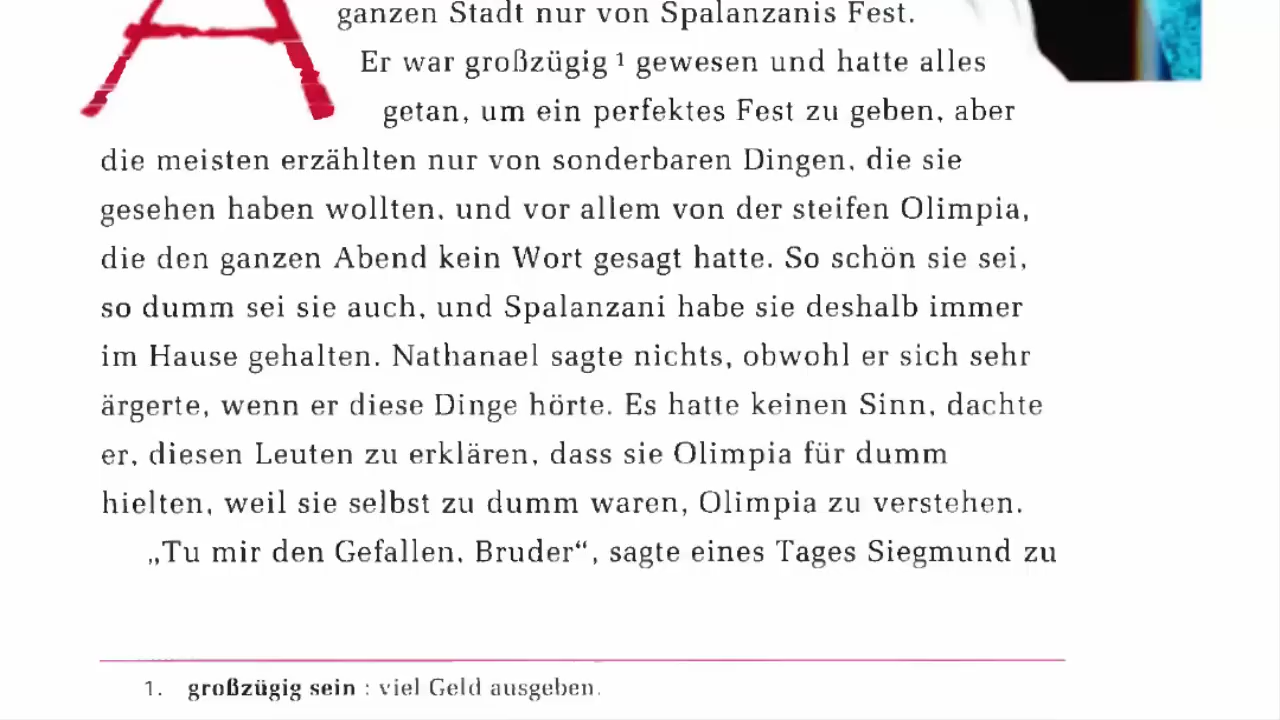 A
ganzen Stadt nur von Spalanzanis Fest.
Er war großzügig ¹ gewesen und hatte alles
getan, um ein perfektes Fest zu geben, aber
die meisten erzählten nur von sonderbaren Dingen, die sie
gesehen haben wollten, und vor allem von der steifen Olimpia,
die den ganzen Abend kein Wort gesagt hatte. So schön sie sei,
so dumm sei sie auch, und Spalanzani habe sie deshalb immer
im Hause gehalten. Nathanael sagte nichts, obwohl er sich sehr
ärgerte, wenn er diese Dinge hörte. Es hatte keinen Sinn, dachte
er, diesen Leuten zu erklären, dass sie Olimpia für dumm
hielten, weil sie selbst zu dumm waren, Olimpia zu verstehen.
„Tu mir den Gefallen, Bruder“, sagte eines Tages Siegmund zu
1. großzügig sein : viel Geld ausgeben.